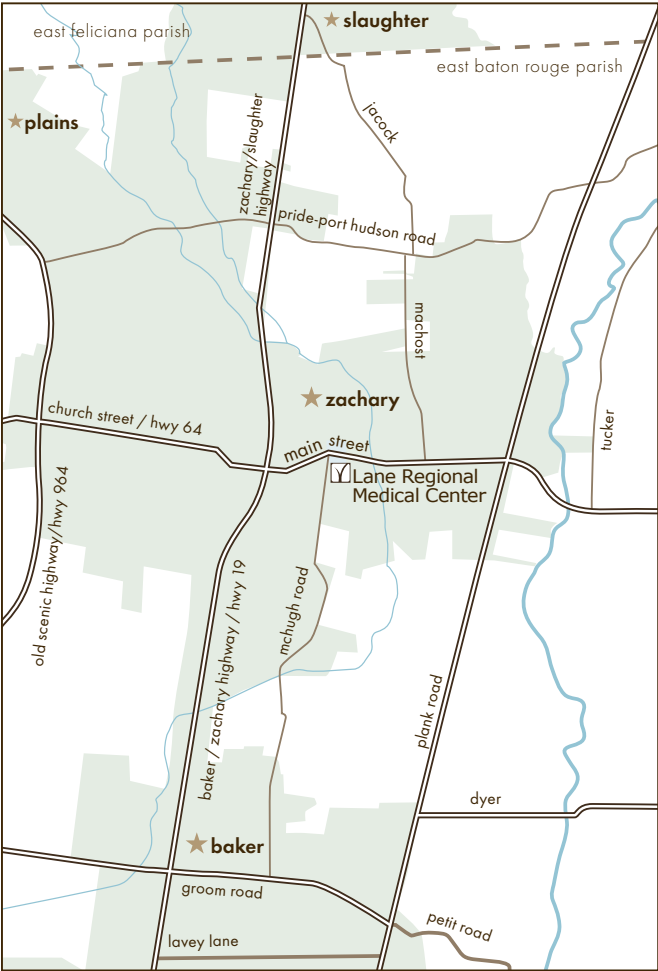 slaughter
east feliciana parish
east baton rouge parish
plains
jacock
zachary/slaughter
highway
pride-port hudson road
machost
zachary
church street / hwy 64
main street
tucker
Lane Regional
Medical Center
old scenic highway/hwy 964
mchugh road
baker / zachary highway / hwy 19
plank road
dyer
baker
groom road
petit road
lavey lane